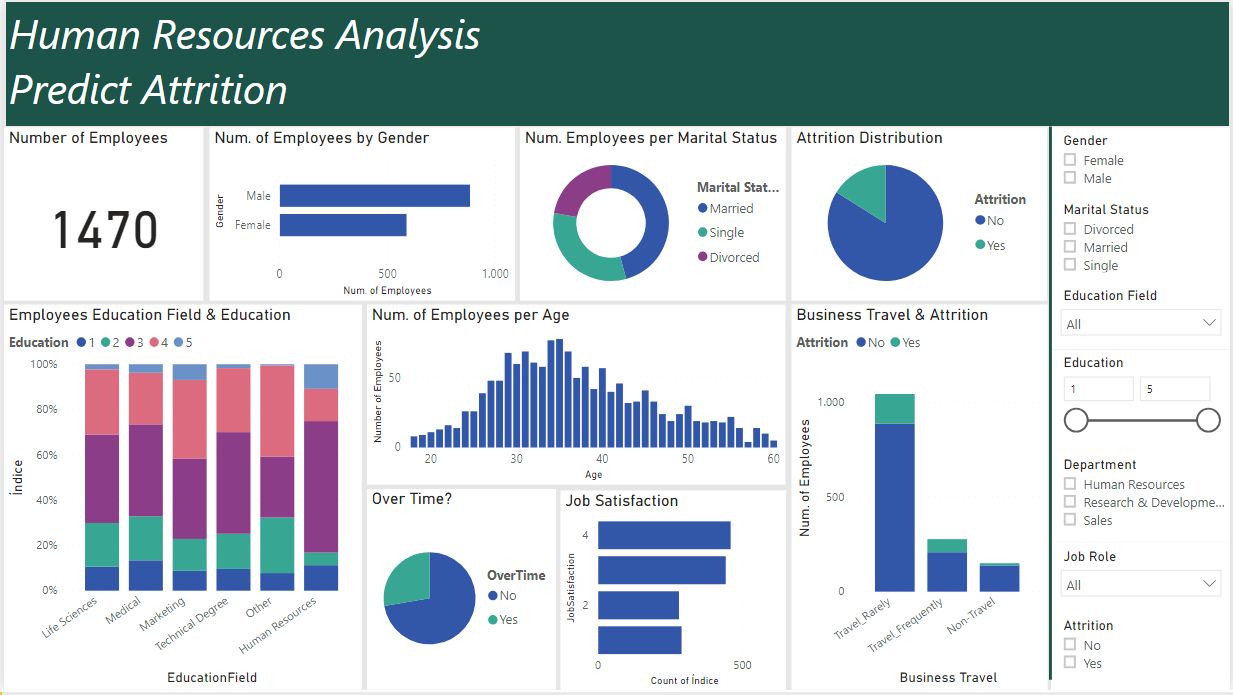 Human Resources Analysis
Predict Attrition
Number of Employees
1470
Num. of Employees by Gender
Gender
Male
Female
0
500
1.000
Num. of Employees
Num. Employees per Marital Status
Marital Stat...
Married
Single
Divorced
Attrition Distribution
Attrition
No
Yes
Employees Education Field & Education
Education 1 2 3 4 5
Índice
100%
80%
60%
40%
20%
0%
Life Sciences
Medical
Marketing
Technical Degree
Other
Human Resources
EducationField
Num. of Employees per Age
Number of Employees
50
0
20
30
40
50
60
Age
Over Time?
OverTime
No
Yes
Job Satisfaction
JobSatisfaction
4
2
0
500
Count of Índice
Business Travel & Attrition
Attrition No Yes
Num. of Employees
1.000
500
0
Travel_Rarely
Travel_Frequently
Non-Travel
Business Travel
Gender
Female
Male
Marital Status
Divorced
Married
Single
Education Field
All
Education
1
5
Department
Human Resources
Research & Developme...
Sales
Job Role
All
Attrition
No
Yes